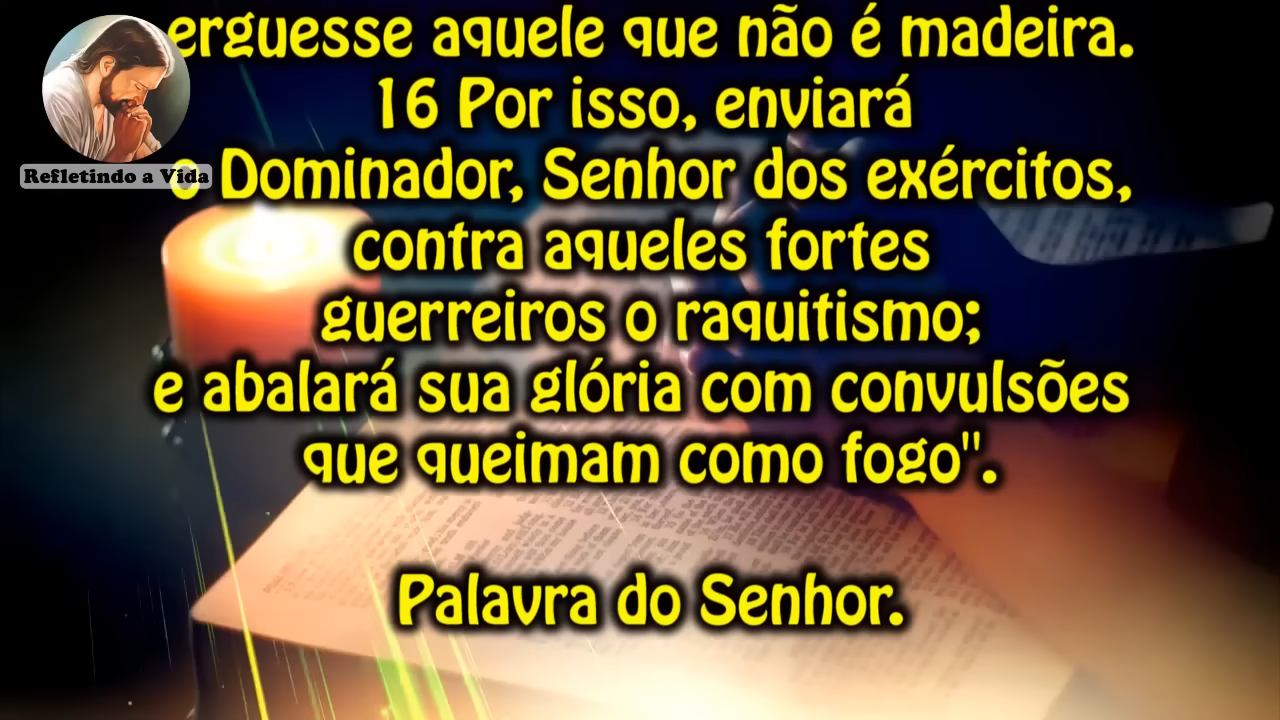 erguesse aquele que não é madeira.
16 Por isso, enviará
o Dominador, Senhor dos exércitos,
contra aqueles fortes
guerreiros o raquitismo;
e abalará sua glória com convulsões
que queimam como fogo".
Palavra do Senhor.
Refletindo a Vida